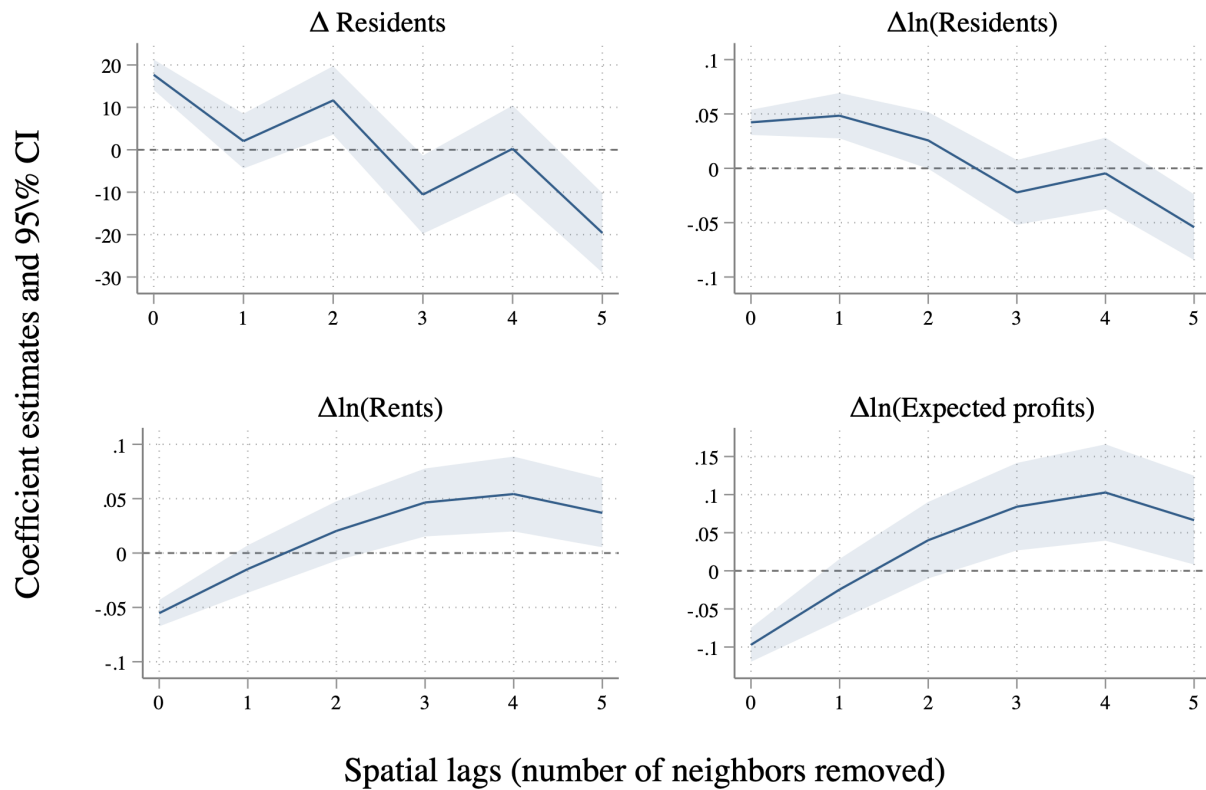 Coefficient estimates and 95\% CI
Δ Residents
20
10
0
-10
-20
-30
0 1 2 3 4 5
Δln(Residents)
.1
.05
0
-.05
-.1
0 1 2 3 4 5
Δln(Rents)
.1
.05
0
-.05
-.1
0 1 2 3 4 5
Δln(Expected profits)
.15
.1
.05
0
-.05
-.1
0 1 2 3 4 5
Spatial lags (number of neighbors removed)